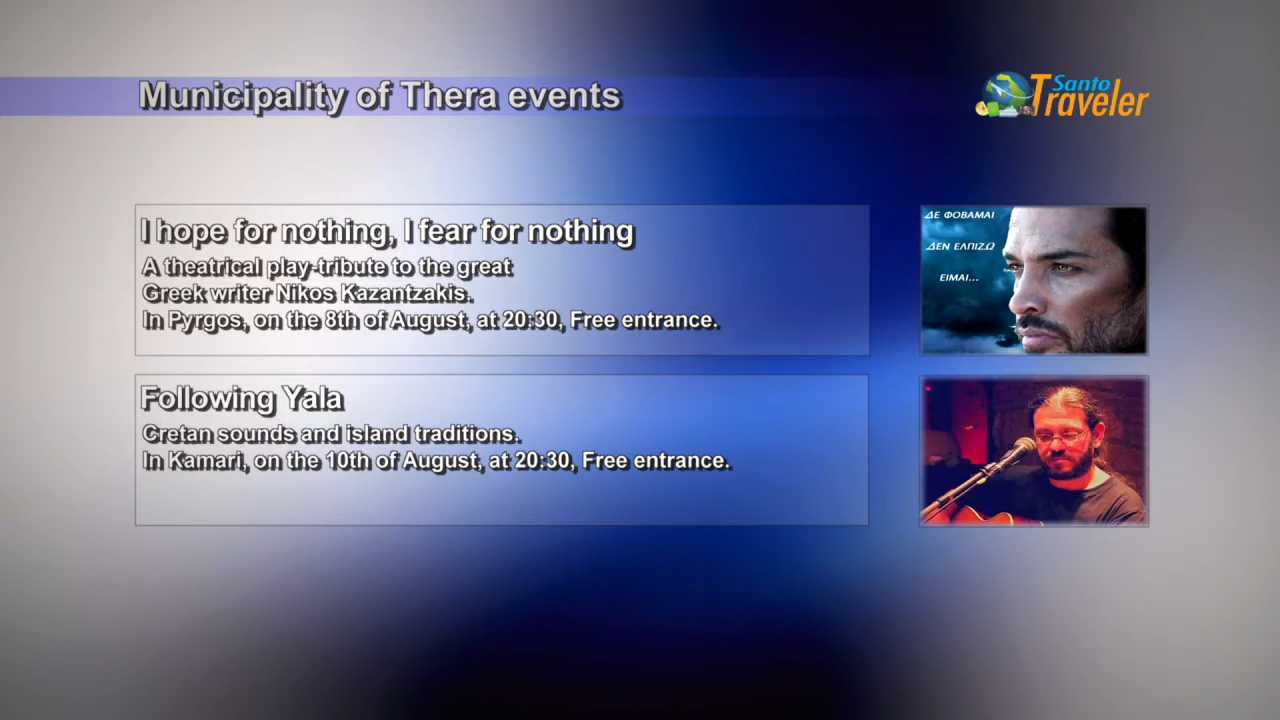 Municipality of Thera events
Santo
Traveler
I hope for nothing, I fear for nothing
A theatrical play-tribute to the great
Greek writer Nikos Kazantzakis.
In Pyrgos, on the 8th of August, at 20:30, Free entrance.
ΔΕ ΦΟΒΑΜΑΙ
ΔΕΝ ΕΛΠΙΖΩ
ΕΙΜΑΙ...
Following Yala
Cretan sounds and island traditions.
In Kamari, on the 10th of August, at 20:30, Free entrance.